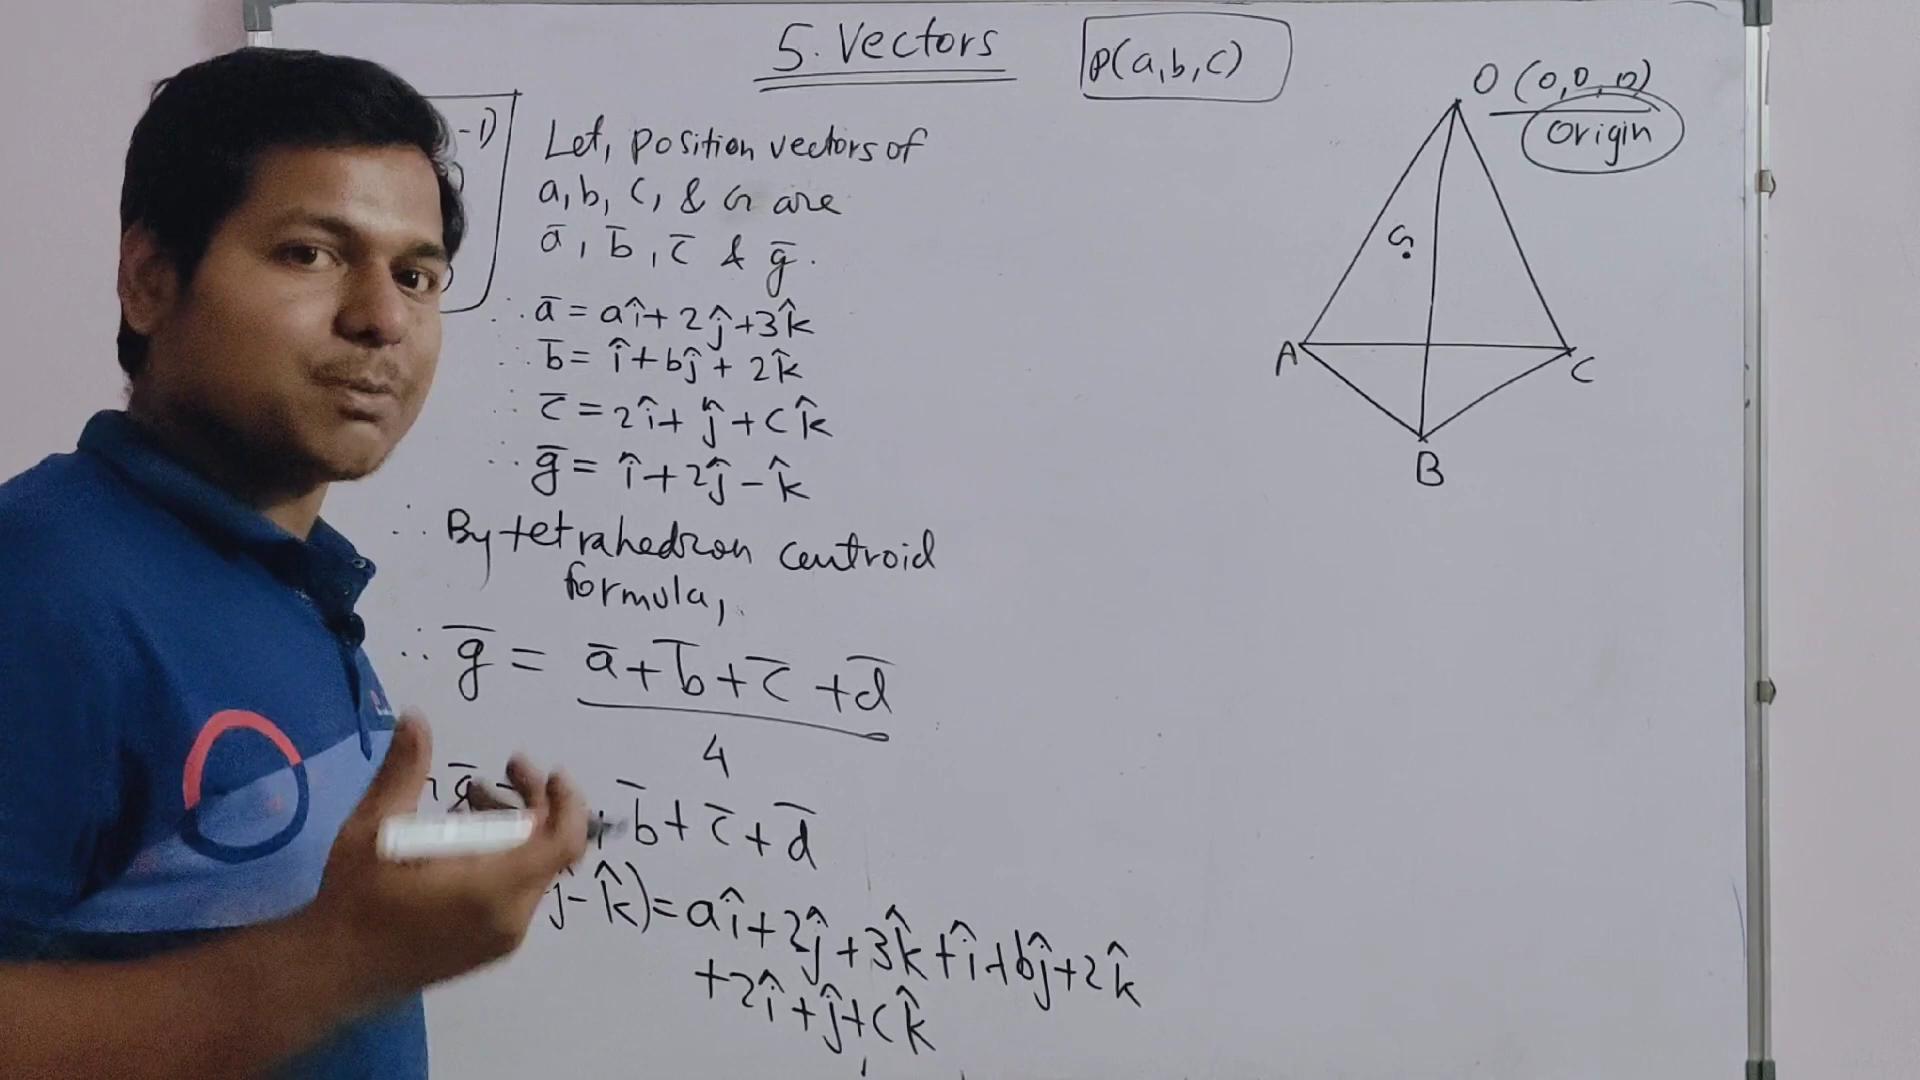 5. Vectors
P(a,b,c)
O (0,0,0)
Origin
-1)
Let, position vectors of
a, b, c, & G are
a̅, b̅, c̅ & g̅.
∴ a̅ = aî + 2ĵ + 3k̂
∴ b̅ = î + bĵ + 2k̂
∴ c̅ = 2î + ĵ + ck̂
∴ g̅ = î + 2ĵ - k̂
∴ By tetrahedron centroid
formula,
∴ g̅ = a̅ + b̅ + c̅ + d̅
4
+ b̅ + c̅ + d̅
ĵ - k̂) = aî + 2ĵ + 3k̂ + î + bĵ + 2k̂
+ 2î + ĵ + ck̂
G
A
C
B